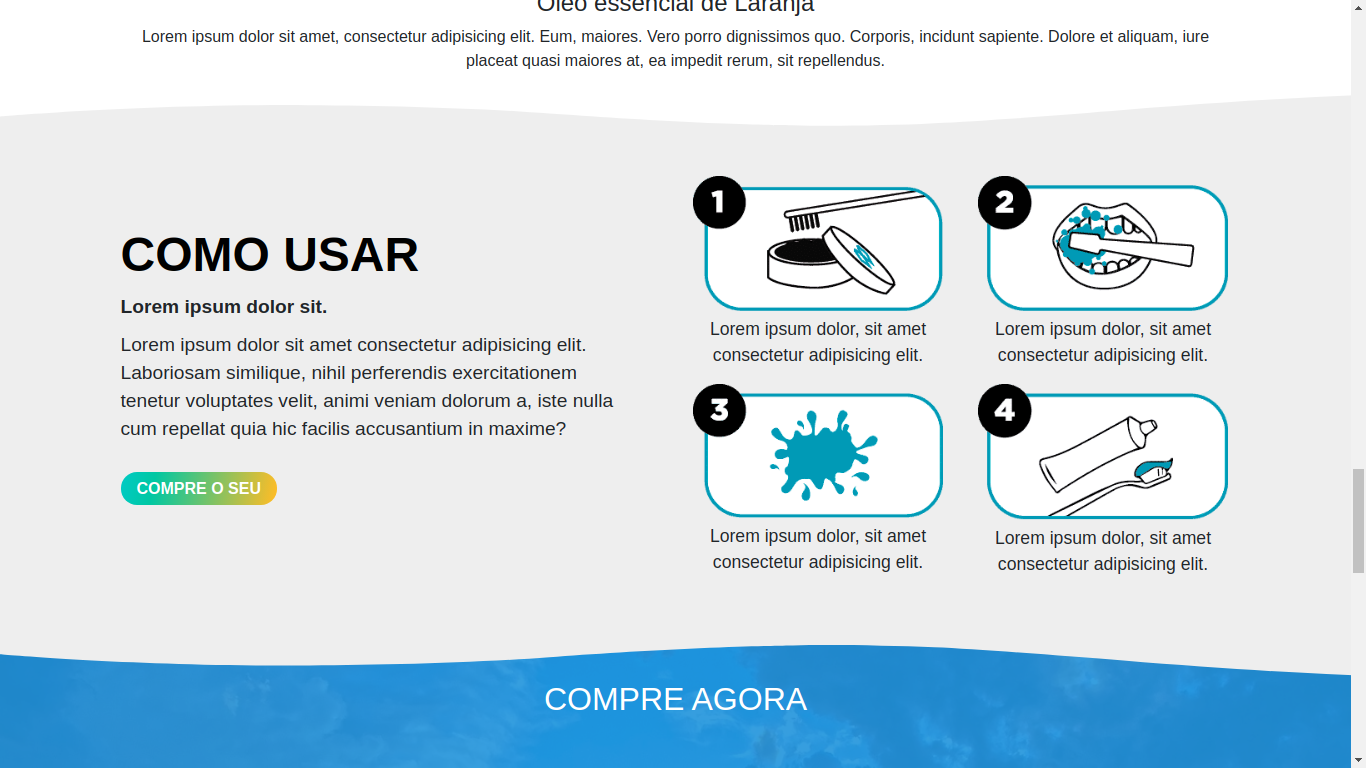 Óleo essencial de Laranja
Lorem ipsum dolor sit amet, consectetur adipisicing elit. Eum, maiores. Vero porro dignissimos quo. Corporis, incidunt sapiente. Dolore et aliquam, iure
placeat quasi maiores at, ea impedit rerum, sit repellendus.
COMO USAR
Lorem ipsum dolor sit.
Lorem ipsum dolor sit amet consectetur adipisicing elit.
Laboriosam similique, nihil perferendis exercitationem
tenetur voluptates velit, animi veniam dolorum a, iste nulla
cum repellat quia hic facilis accusantium in maxime?
COMPRE O SEU
1
Lorem ipsum dolor, sit amet
consectetur adipisicing elit.
2
Lorem ipsum dolor, sit amet
consectetur adipisicing elit.
3
Lorem ipsum dolor, sit amet
consectetur adipisicing elit.
4
Lorem ipsum dolor, sit amet
consectetur adipisicing elit.
COMPRE AGORA